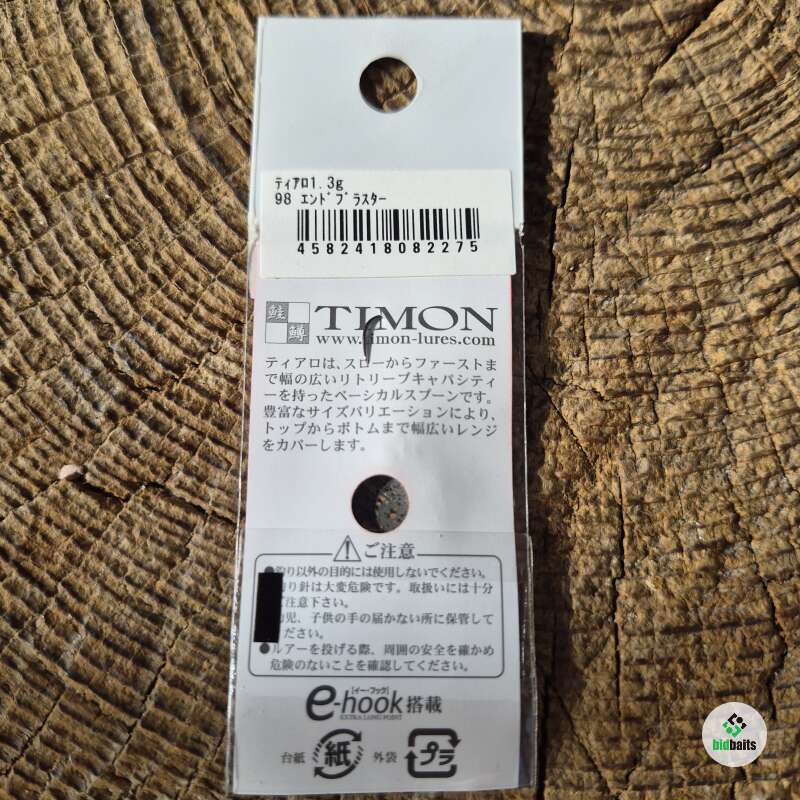 ﾃｨｱﾛ1.3g
98 ｴﾝﾄﾞﾌﾞﾗｽﾀｰ
4582418082275
鮭 TIMON
鱒 www.timon-lures.com
ティアロは、スローからファーストま
で幅の広いリトリーブキャパシティ
ーを持ったベーシカルスプーンです。
豊富なサイズバリエーションにより、
トップからボトムまで幅広いレンジ
をカバーします。
ご注意
●釣り以外の目的には使用しないでください。
り針は大変危険です。取扱いには十分
ご注意下さい。
幼児、子供の手の届かない所に保管して
ください。
●ルアーを投げる際、周囲の安全を確かめ
危険のないことを確認してください。
[イー・フック]
e-hook搭載
EXTRA LONG POINT
台紙 紙 外袋 プラ
bidbaits